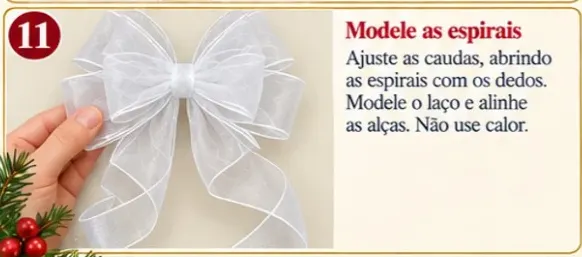 11
Modele as espirais
Ajuste as caudas, abrindo
as espirais com os dedos.
Modele o laço e alinhe
as alças. Não use calor.